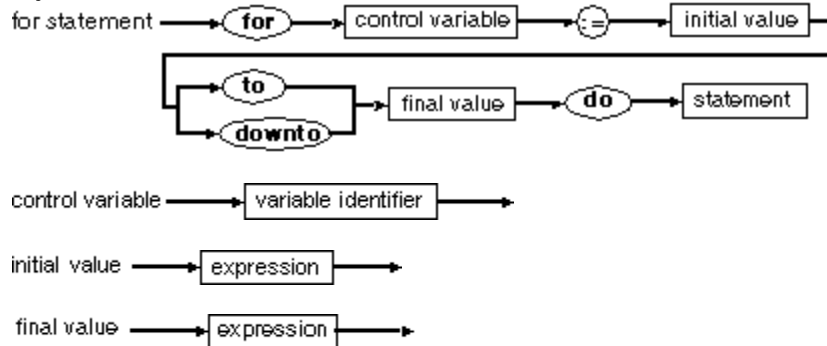 for statement for control variable := initial value
to
final value do statement
downto
control variable variable identifier
initial value expression
final value expression